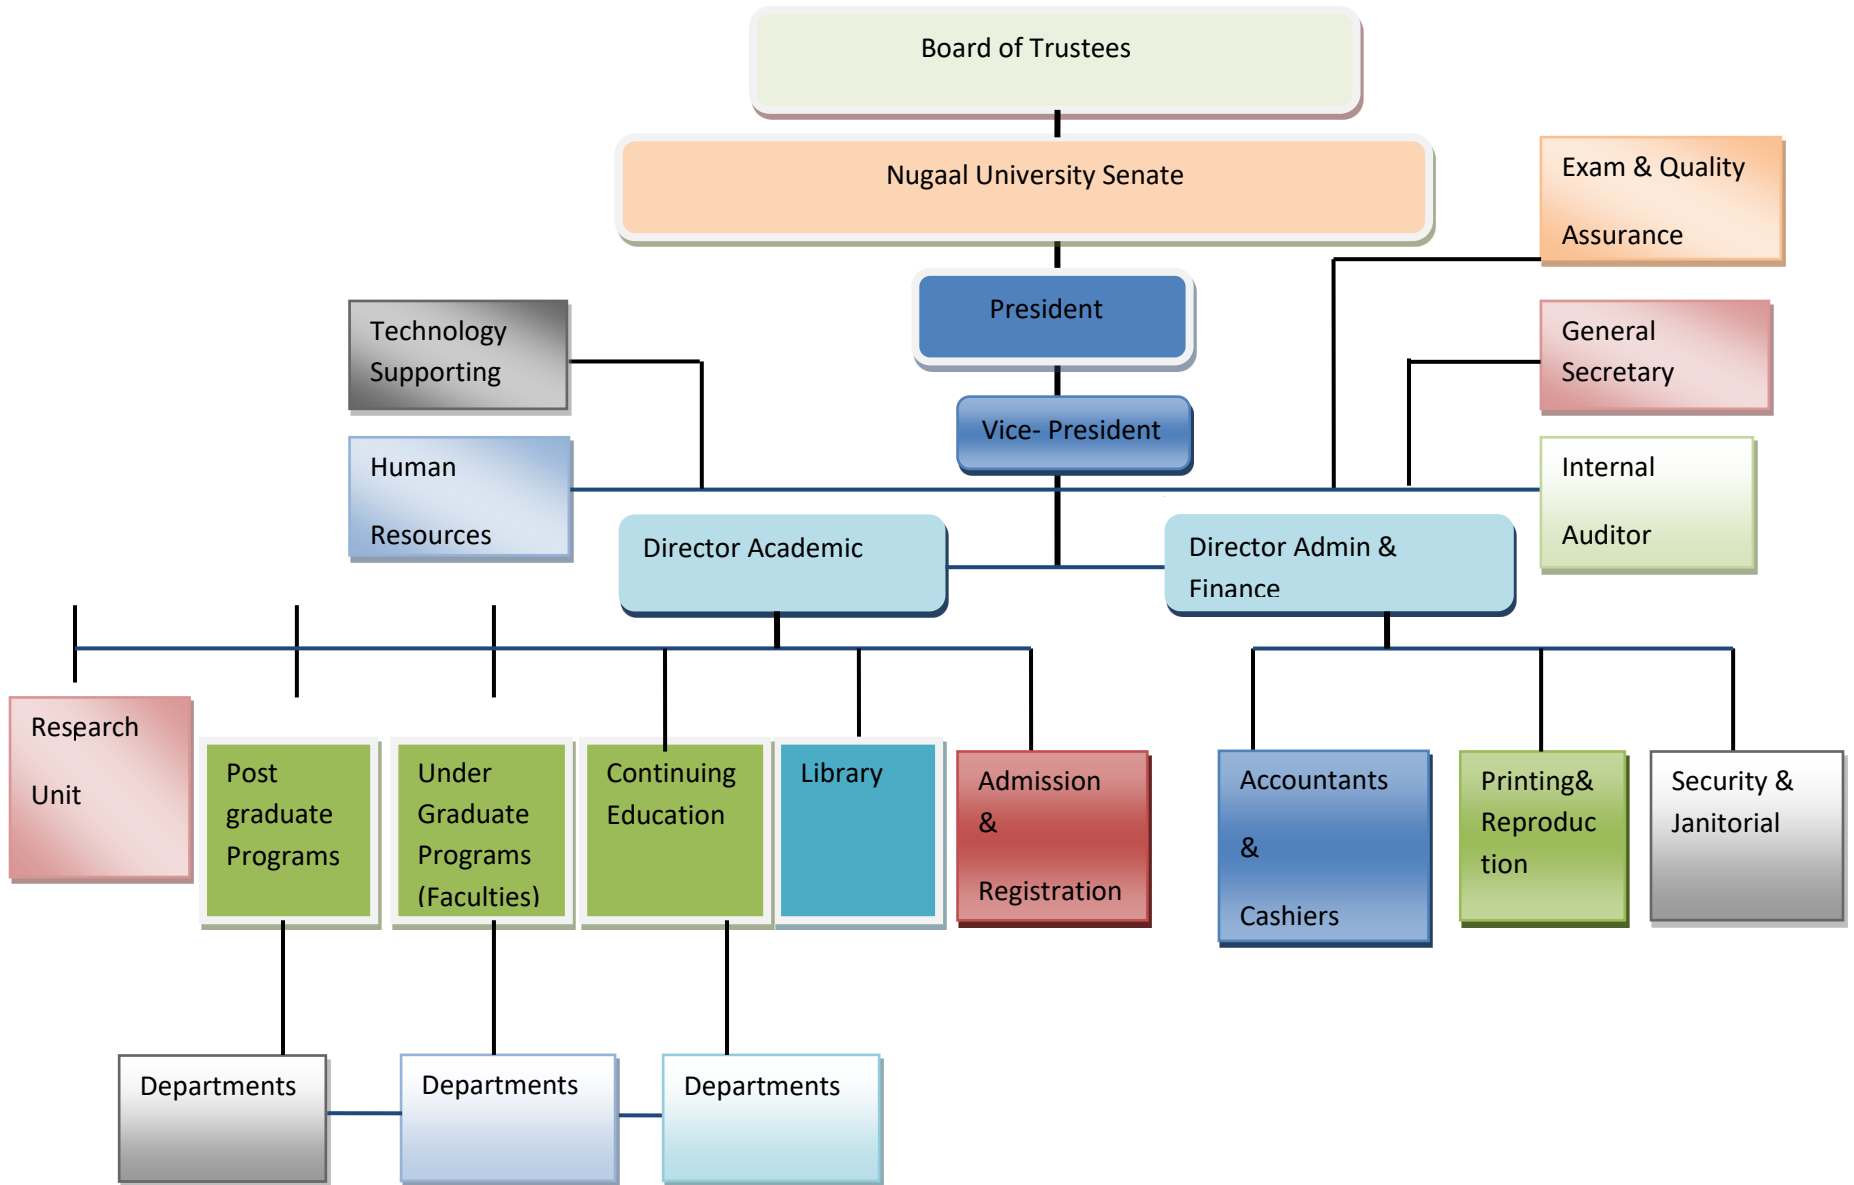 Board of Trustees
Nugaal University Senate
Exam & Quality
Assurance
President
Technology
Supporting
General
Secretary
Vice- President
Human
Resources
Internal
Auditor
Director Academic
Director Admin &
Finance
Research
Unit
Post
graduate
Programs
Under
Graduate
Programs
(Faculties)
Continuing
Education
Library
Admission
&
Registration
Accountants
&
Cashiers
Printing&
Reproduc
tion
Security &
Janitorial
Departments
Departments
Departments